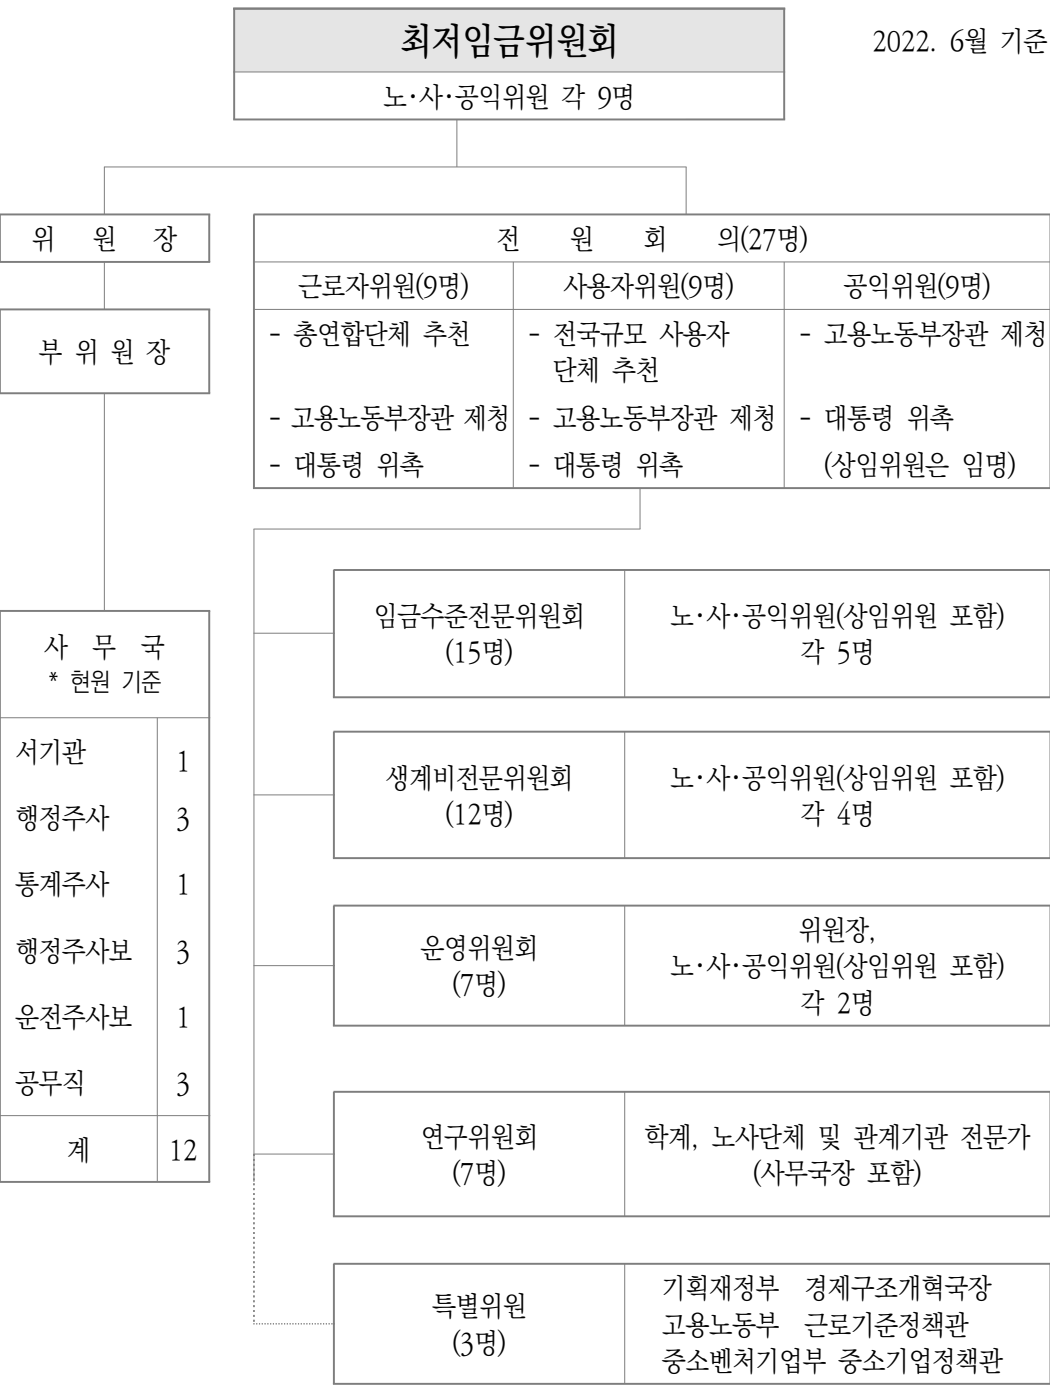 최저임금위원회
2022. 6월 기준
노·사·공익위원 각 9명
위 원 장
부 위 원 장
사 무 국
* 현원 기준
서기관 1
행정주사 3
통계주사 1
행정주사보 3
운전주사보 1
공무직 3
계 12
전 원 회 의(27명)
근로자위원(9명)
- 총연합단체 추천
- 고용노동부장관 제청
- 대통령 위촉
사용자위원(9명)
- 전국규모 사용자
단체 추천
- 고용노동부장관 제청
- 대통령 위촉
공익위원(9명)
- 고용노동부장관 제청
- 대통령 위촉
(상임위원은 임명)
임금수준전문위원회
(15명)
노·사·공익위원(상임위원 포함)
각 5명
생계비전문위원회
(12명)
노·사·공익위원(상임위원 포함)
각 4명
운영위원회
(7명)
위원장,
노·사·공익위원(상임위원 포함)
각 2명
연구위원회
(7명)
학계, 노사단체 및 관계기관 전문가
(사무국장 포함)
특별위원
(3명)
기획재정부 경제구조개혁국장
고용노동부 근로기준정책관
중소벤처기업부 중소기업정책관